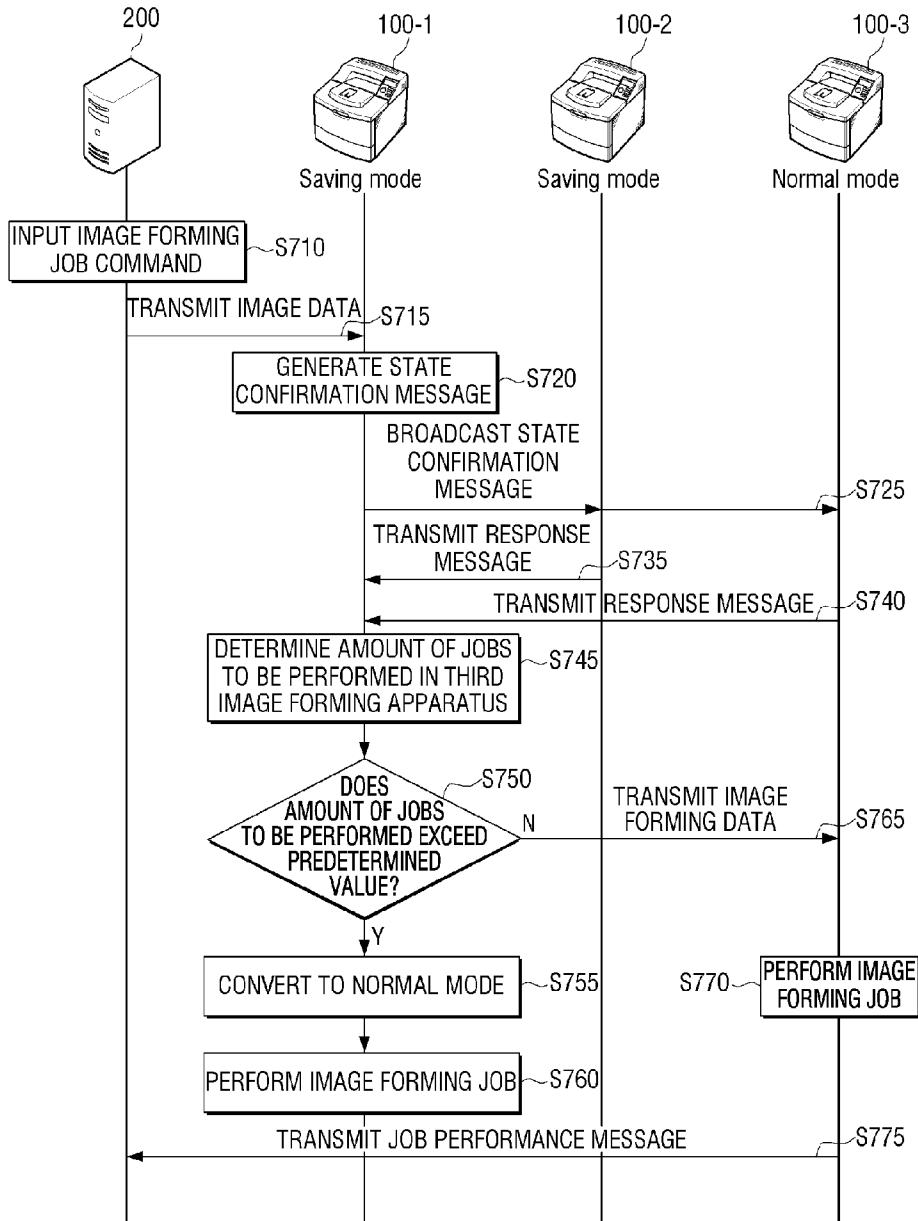 200
100-1
100-2
100-3
Saving mode
Saving mode
Normal mode
INPUT IMAGE FORMING
JOB COMMAND
S710
TRANSMIT IMAGE DATA
S715
GENERATE STATE
CONFIRMATION MESSAGE
S720
BROADCAST STATE
CONFIRMATION
MESSAGE
S725
TRANSMIT RESPONSE
MESSAGE
S735
TRANSMIT RESPONSE MESSAGE
S740
DETERMINE AMOUNT OF JOBS
TO BE PERFORMED IN THIRD
IMAGE FORMING APPARATUS
S745
DOES
AMOUNT OF JOBS
TO BE PERFORMED EXCEED
PREDETERMINED
VALUE?
S750
N
TRANSMIT IMAGE
FORMING DATA
S765
Y
CONVERT TO NORMAL MODE
S755
S770
PERFORM IMAGE
FORMING JOB
PERFORM IMAGE FORMING JOB
S760
TRANSMIT JOB PERFORMANCE MESSAGE
S775